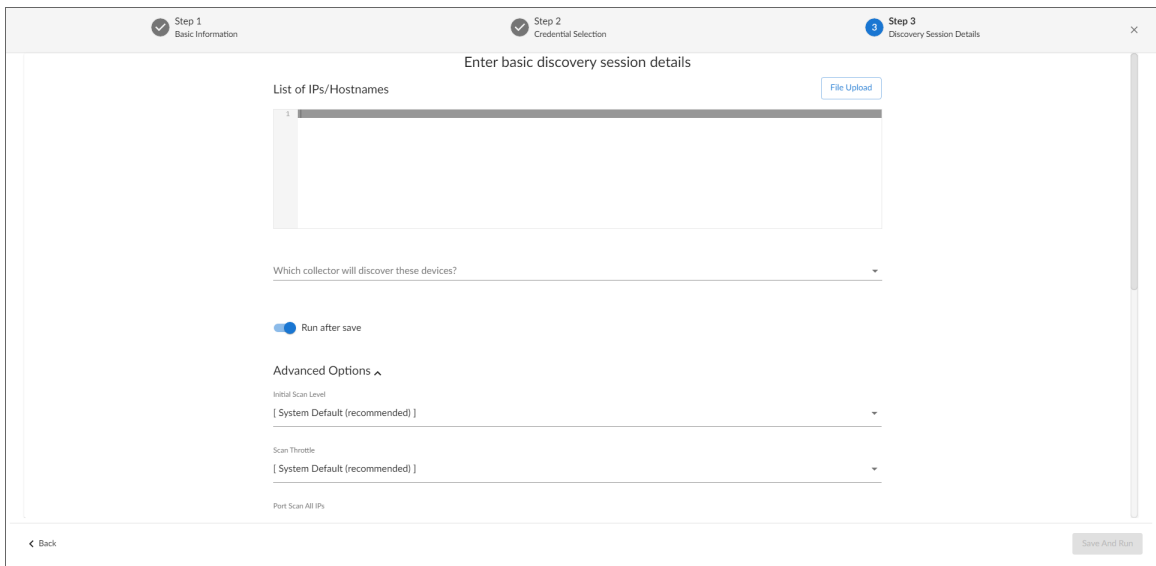 Step 1
Basic Information
Step 2
Credential Selection
3
Step 3
Discovery Session Details
Enter basic discovery session details
List of IPs/Hostnames
File Upload
1
Which collector will discover these devices?
Run after save
Advanced Options
Initial Scan Level
[ System Default (recommended) ]
Scan Throttle
[ System Default (recommended) ]
Port Scan All IPs
Back
Save And Run